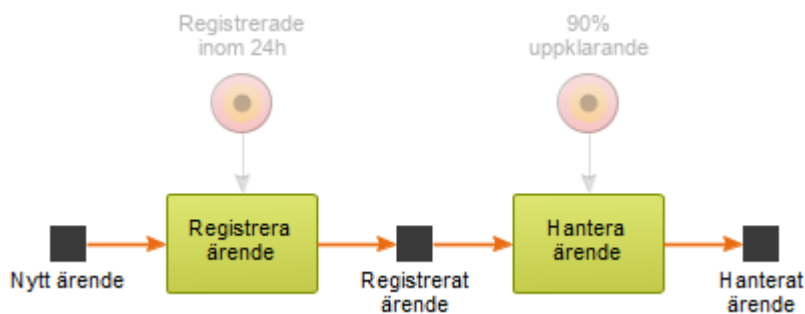 Registrerade
inom 24h
90%
uppklarande
Registrera
ärende
Hantera
ärende
Nytt ärende
Registrerat
ärende
Hanterat
ärende